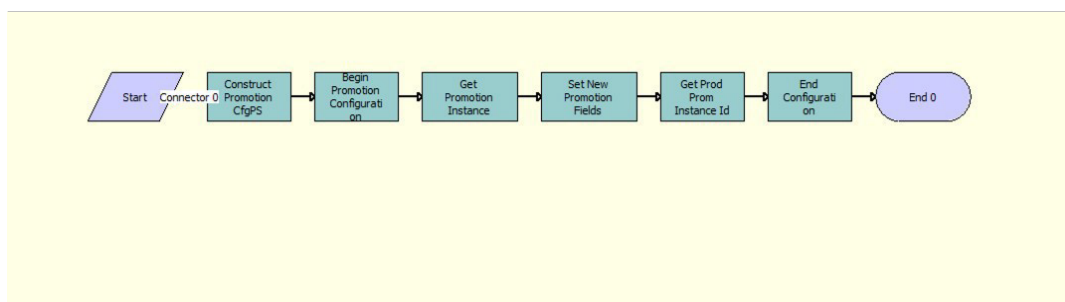 Start
Connector 0
Construct
Promotion
CfgPS
Begin
Promotion
Configurati
on
Get
Promotion
Instance
Set New
Promotion
Fields
Get Prod
Prom
Instance Id
End
Configurati
on
End 0